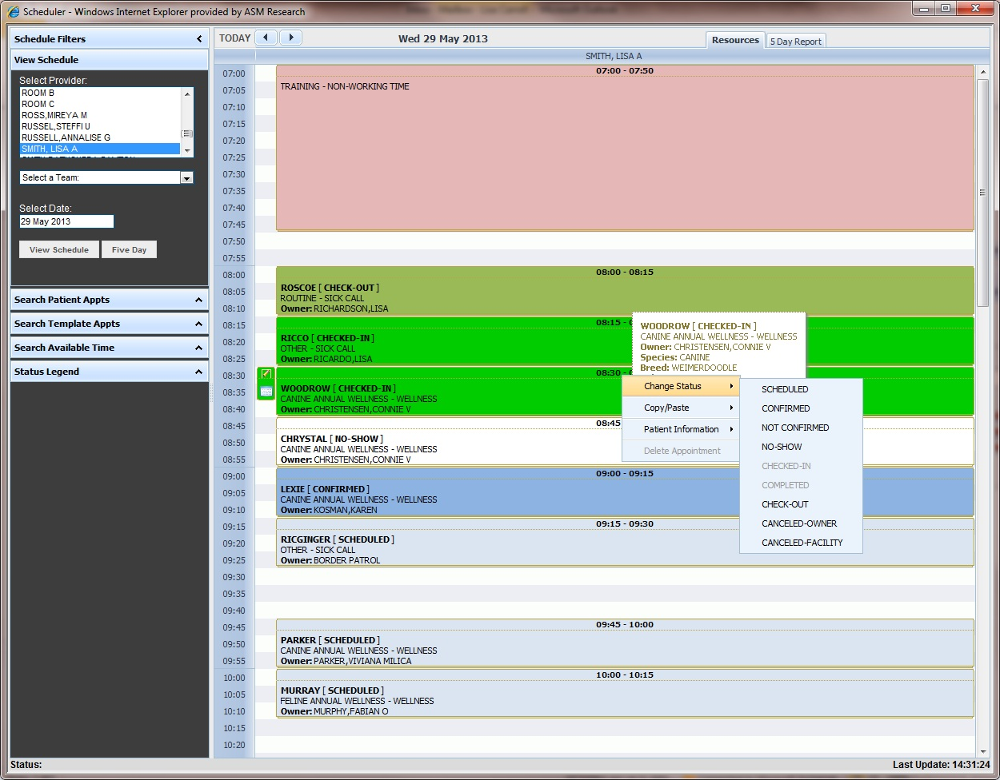 Scheduler - Windows Internet Explorer provided by ASM Research
Schedule Filters
View Schedule
Select Provider:
ROOM B
ROOM C
ROSS,MIREYA M
RUSSEL,STEFFI U
RUSSELL,ANNALISE G
SMITH, LISA A
Select a Team:
Select Date:
29 May 2013
View Schedule
Five Day
Search Patient Appts
Search Template Appts
Search Available Time
Status Legend
TODAY
Wed 29 May 2013
Resources
5 Day Report
SMITH, LISA A
07:00
07:05
07:10
07:15
07:20
07:25
07:30
07:35
07:40
07:45
07:50
07:55
08:00
08:05
08:10
08:15
08:20
08:25
08:30
08:35
08:40
08:45
08:50
08:55
09:00
09:05
09:10
09:15
09:20
09:25
09:30
09:35
09:40
09:45
09:50
09:55
10:00
10:05
10:10
10:15
10:20
07:00 - 07:50
TRAINING - NON-WORKING TIME
08:00 - 08:15
ROSCOE [ CHECK-OUT ]
ROUTINE - SICK CALL
Owner: RICHARDSON,LISA
08:15 -
RICCO [ CHECKED-IN ]
OTHER - SICK CALL
Owner: RICARDO,LISA
08:30 -
WOODROW [ CHECKED-IN ]
CANINE ANNUAL WELLNESS - WELLNESS
Owner: CHRISTENSEN,CONNIE V
08:45
CHRYSTAL [ NO-SHOW ]
CANINE ANNUAL WELLNESS - WELLNESS
Owner: CHRISTENSEN,CONNIE V
09:00 - 09:15
LEXIE [ CONFIRMED ]
CANINE ANNUAL WELLNESS - WELLNESS
Owner: KOSMAN,KAREN
09:15 - 09:30
RICGINGER [ SCHEDULED ]
OTHER - SICK CALL
Owner: BORDER PATROL
09:45 - 10:00
PARKER [ SCHEDULED ]
CANINE ANNUAL WELLNESS - WELLNESS
Owner: PARKER,VIVIANA MILICA
10:00 - 10:15
MURRAY [ SCHEDULED ]
FELINE ANNUAL WELLNESS - WELLNESS
Owner: MURPHY,FABIAN O
WOODROW [ CHECKED-IN ]
CANINE ANNUAL WELLNESS - WELLNESS
Owner: CHRISTENSEN,CONNIE V
Species: CANINE
Breed: WEIMERDOODLE
Change Status
Copy/Paste
Patient Information
Delete Appointment
SCHEDULED
CONFIRMED
NOT CONFIRMED
NO-SHOW
CHECKED-IN
COMPLETED
CHECK-OUT
CANCELED-OWNER
CANCELED-FACILITY
Status:
Last Update: 14:31:24